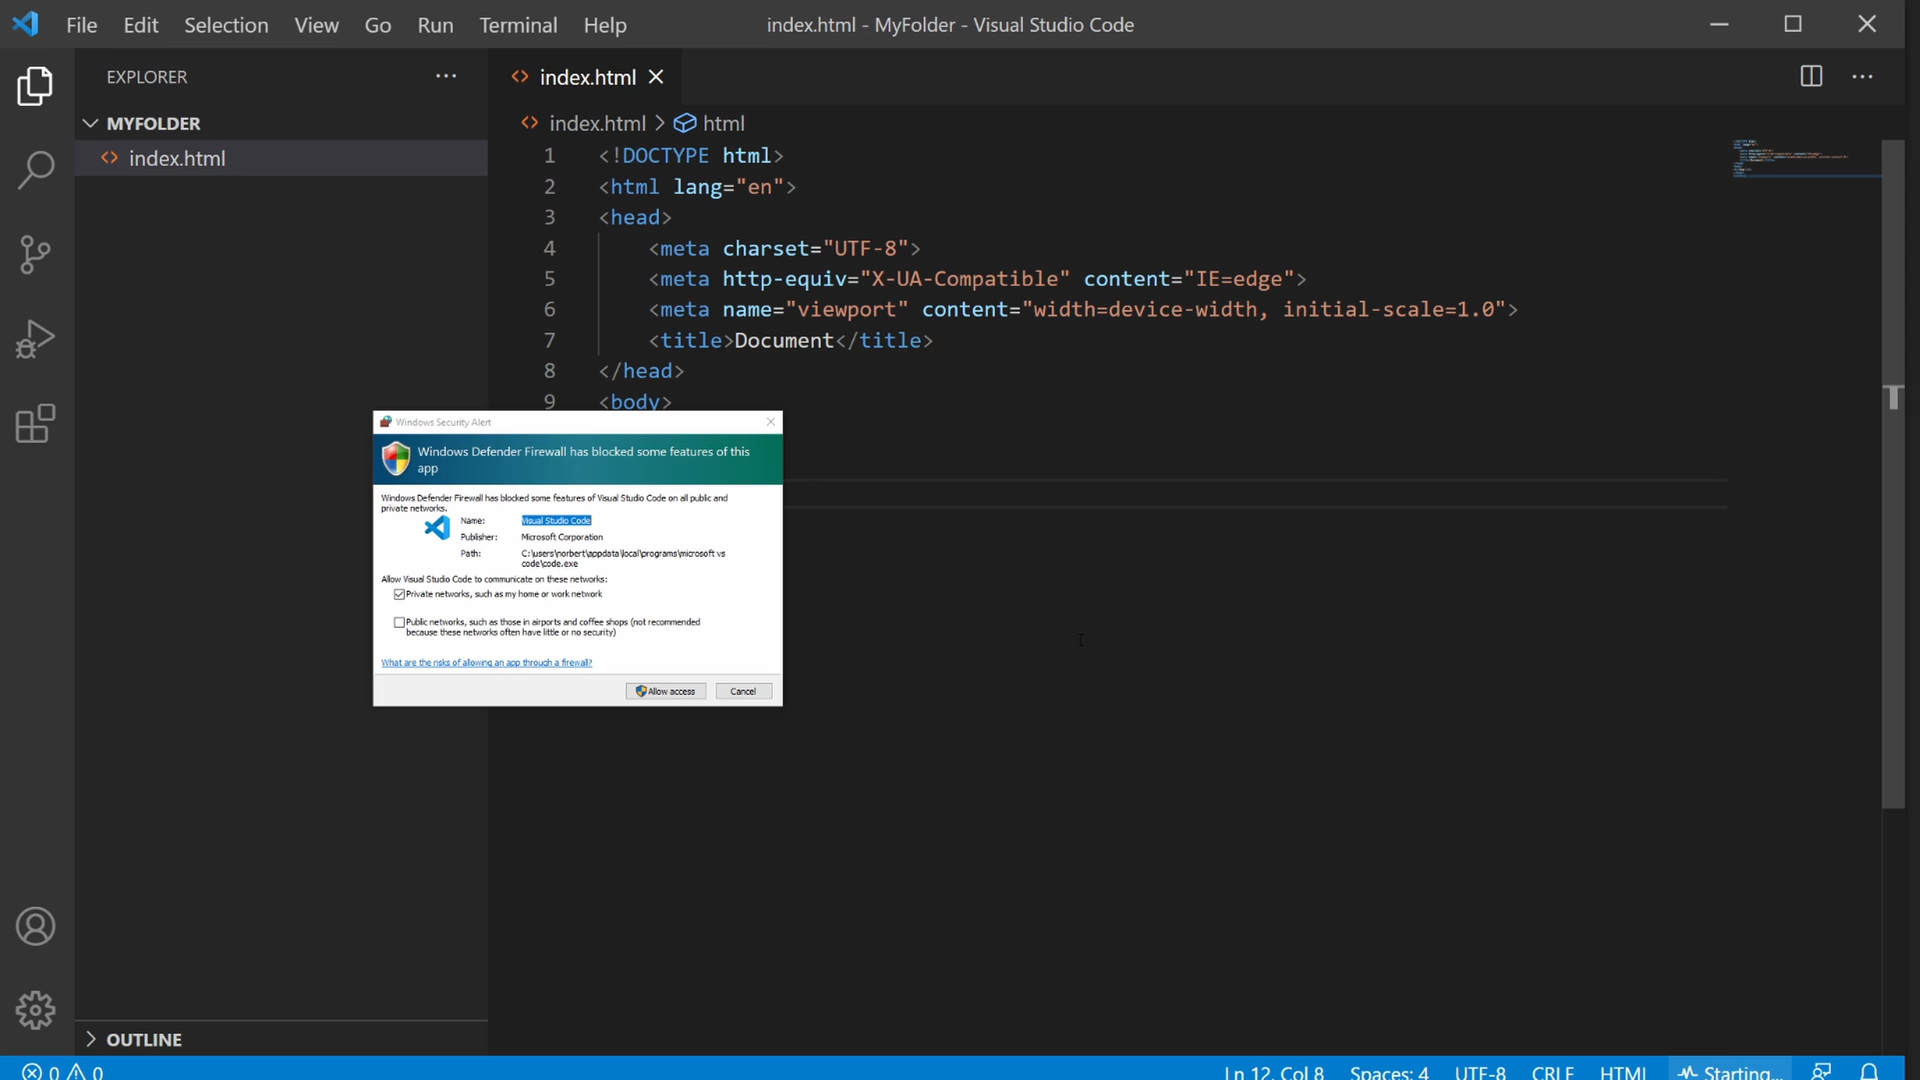 File Edit Selection View Go Run Terminal Help
index.html - MyFolder - Visual Studio Code
EXPLORER
MYFOLDER
index.html
index.html
index.html > html
1 <!DOCTYPE html>
2 <html lang="en">
3 <head>
4 <meta charset="UTF-8">
5 <meta http-equiv="X-UA-Compatible" content="IE=edge">
6 <meta name="viewport" content="width=device-width, initial-scale=1.0">
7 <title>Document</title>
8 </head>
9 <body>
Windows Security Alert
Windows Defender Firewall has blocked some features of this
app
Windows Defender Firewall has blocked some features of Visual Studio Code on all public and
private networks.
Name: Visual Studio Code
Publisher: Microsoft Corporation
Path: C:\users\norbert\appdata\local\programs\microsoft vs
code\code.exe
Allow Visual Studio Code to communicate on these networks:
Private networks, such as my home or work network
Public networks, such as those in airports and coffee shops (not recommended
because these networks often have little or no security)
What are the risks of allowing an app through a firewall?
Allow access Cancel
OUTLINE
0 0
Ln 12, Col 8 Spaces: 4 UTF-8 CRLF HTML Starting...